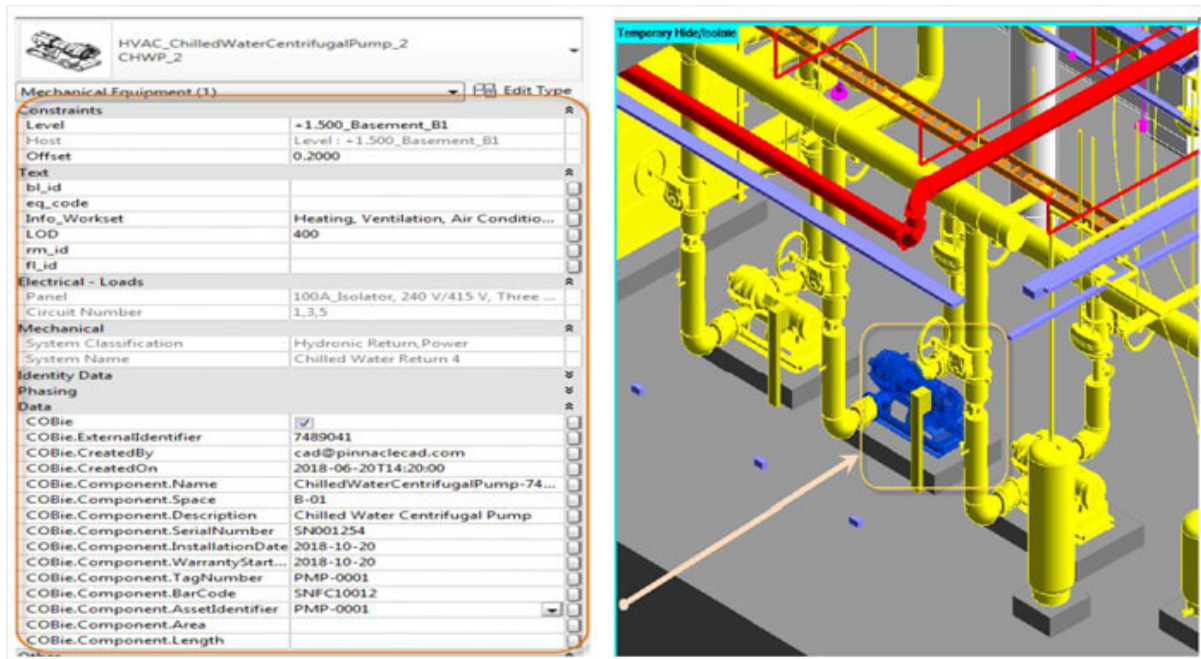 HVAC_ChilledWaterCentrifugalPump_2
CHWP_2
Mechanical Equipment (1) Edit Type
Constraints
Level +1.500_Basement_B1
Host Level : +1.500_Basement_B1
Offset 0.2000
Text
bl_id
eq_code
Info_Workset Heating, Ventilation, Air Conditio...
LOD 400
rm_id
fl_id
Electrical - Loads
Panel 100A_Isolator, 240 V/415 V, Three ...
Circuit Number 1,3,5
Mechanical
System Classification Hydronic Return,Power
System Name Chilled Water Return 4
Identity Data
Phasing
Data
COBie
COBie.ExternalIdentifier 7489041
COBie.CreatedBy cad@pinnaclecad.com
COBie.CreatedOn 2018-06-20T14:20:00
COBie.Component.Name ChilledWaterCentrifugalPump-74...
COBie.Component.Space B-01
COBie.Component.Description Chilled Water Centrifugal Pump
COBie.Component.SerialNumber SN001254
COBie.Component.InstallationDate 2018-10-20
COBie.Component.WarrantyStart... 2018-10-20
COBie.Component.TagNumber PMP-0001
COBie.Component.BarCode SNFC10012
COBie.Component.AssetIdentifier PMP-0001
COBie.Component.Area
COBie.Component.Length
Temporary Hide/Isolate